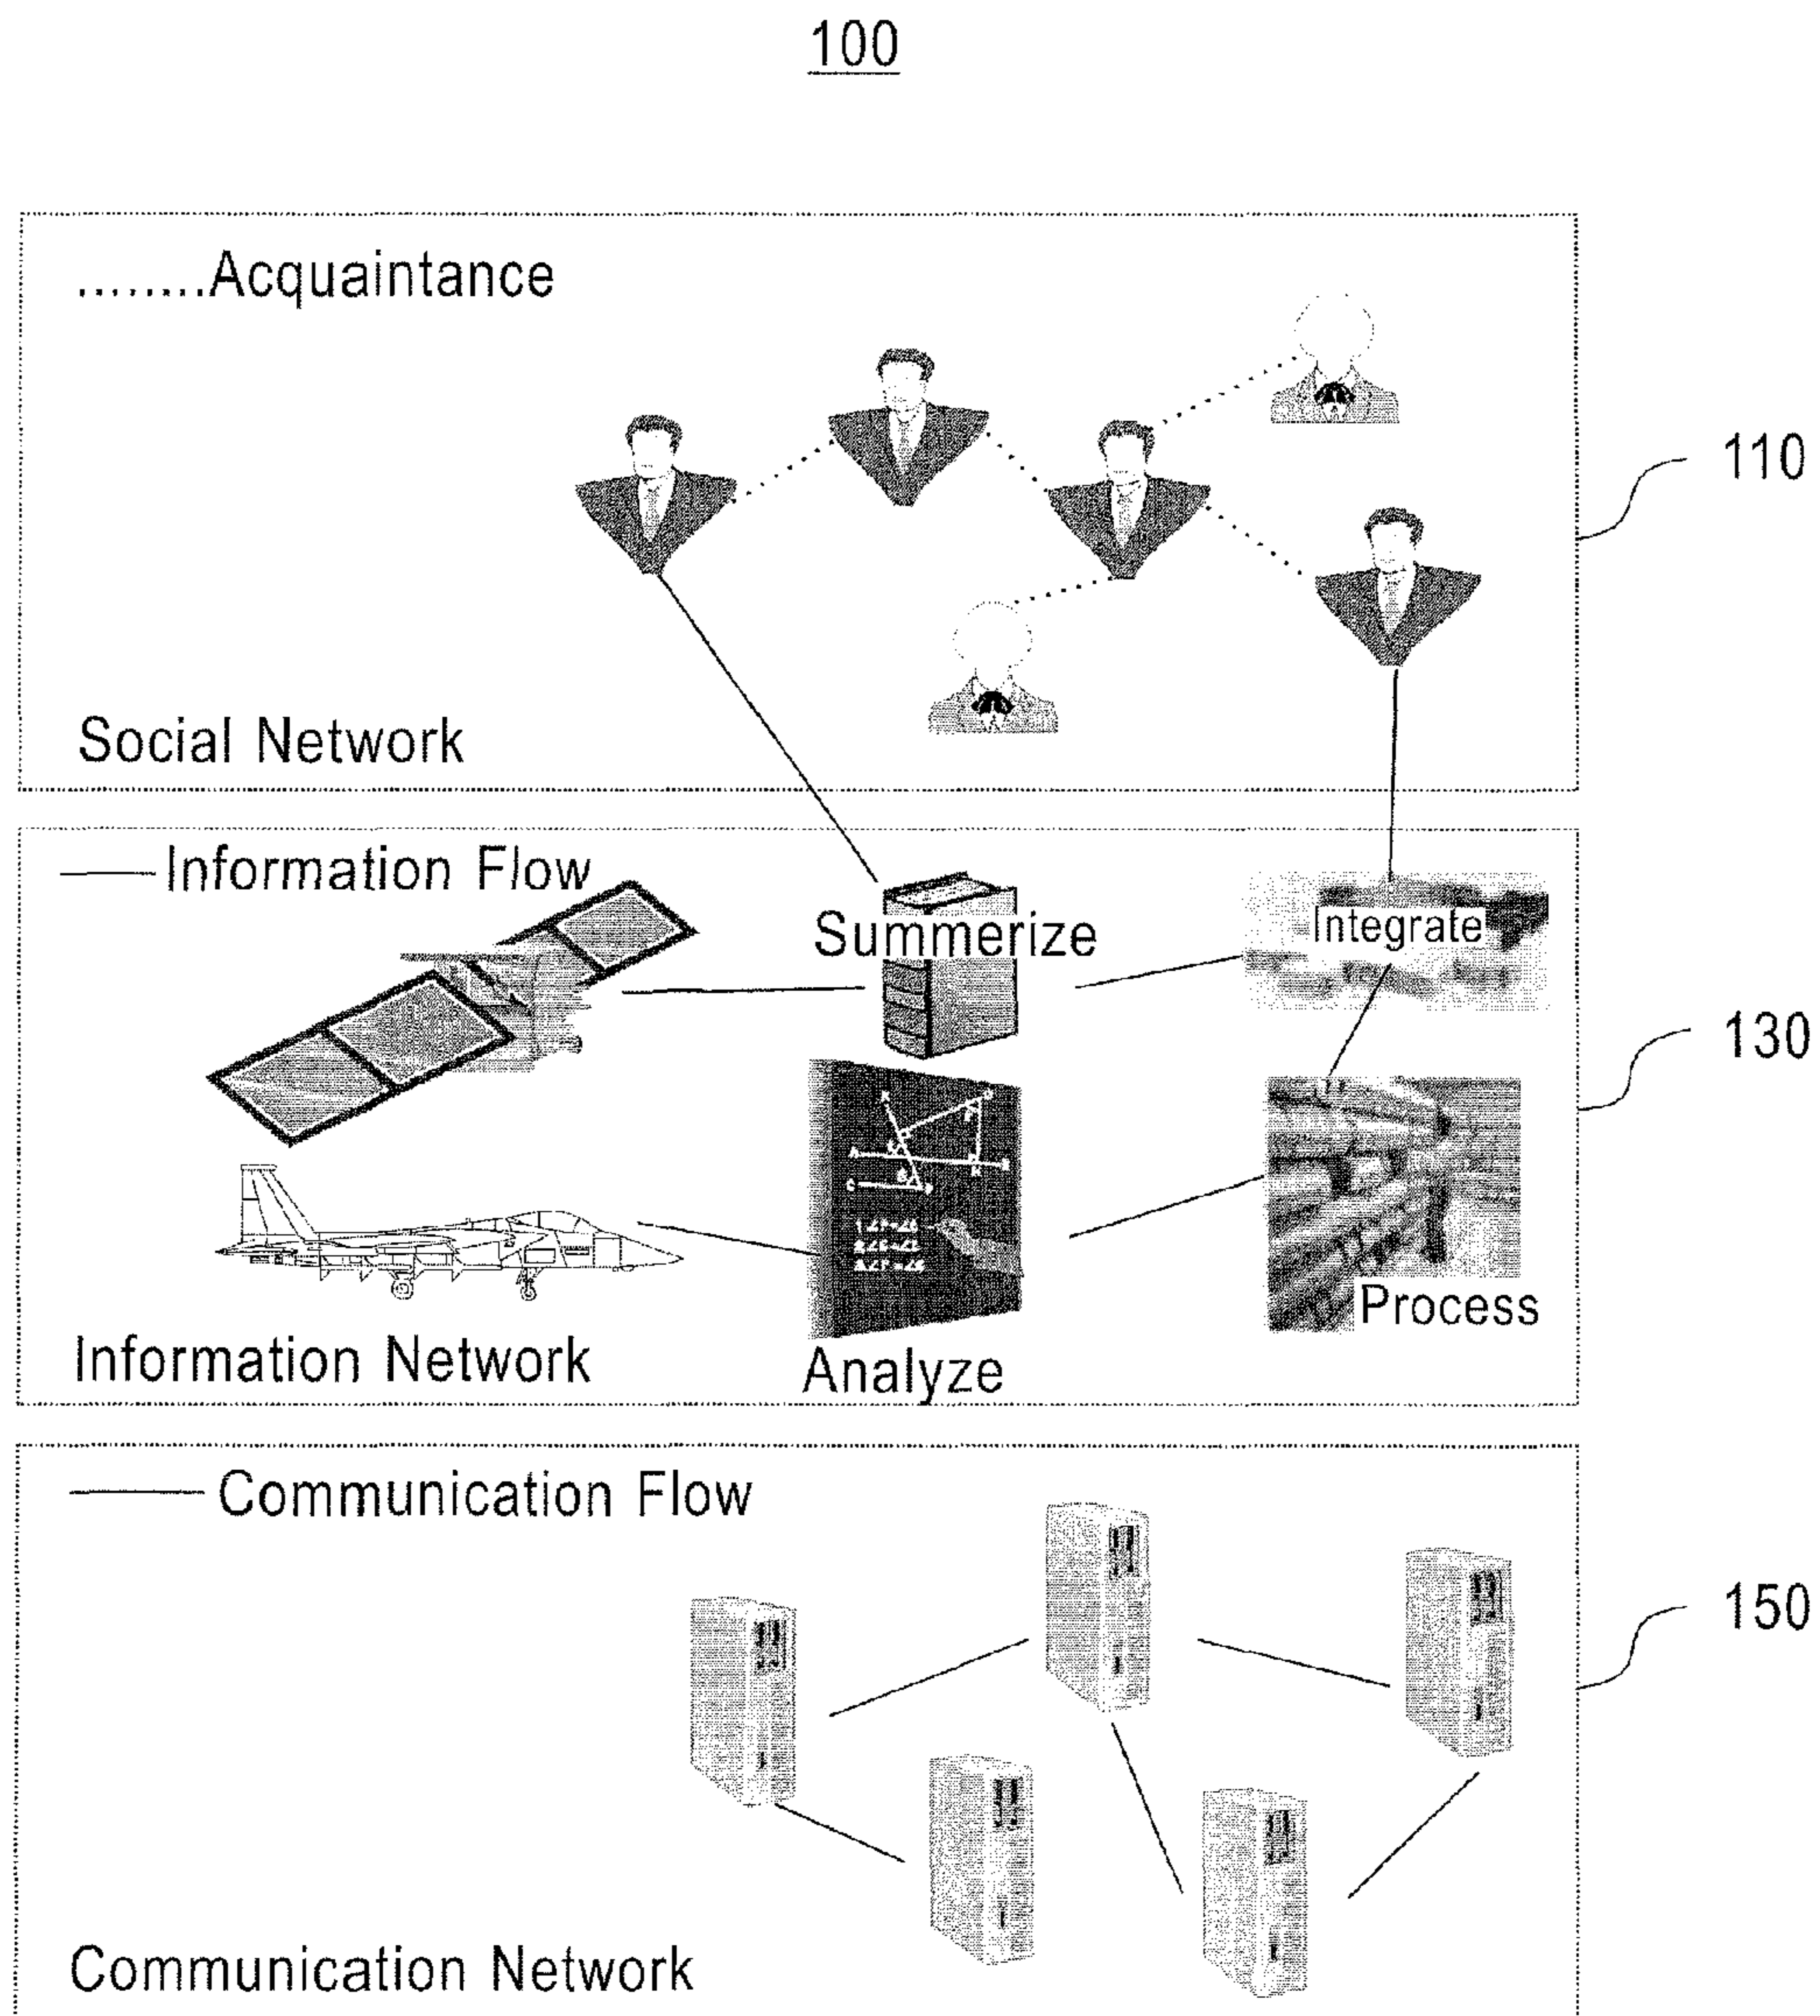 100
........Acquaintance
110
Social Network
Information Flow
Summerize
Integrate
130
Process
Information Network
Analyze
Communication Flow
150
Communication Network